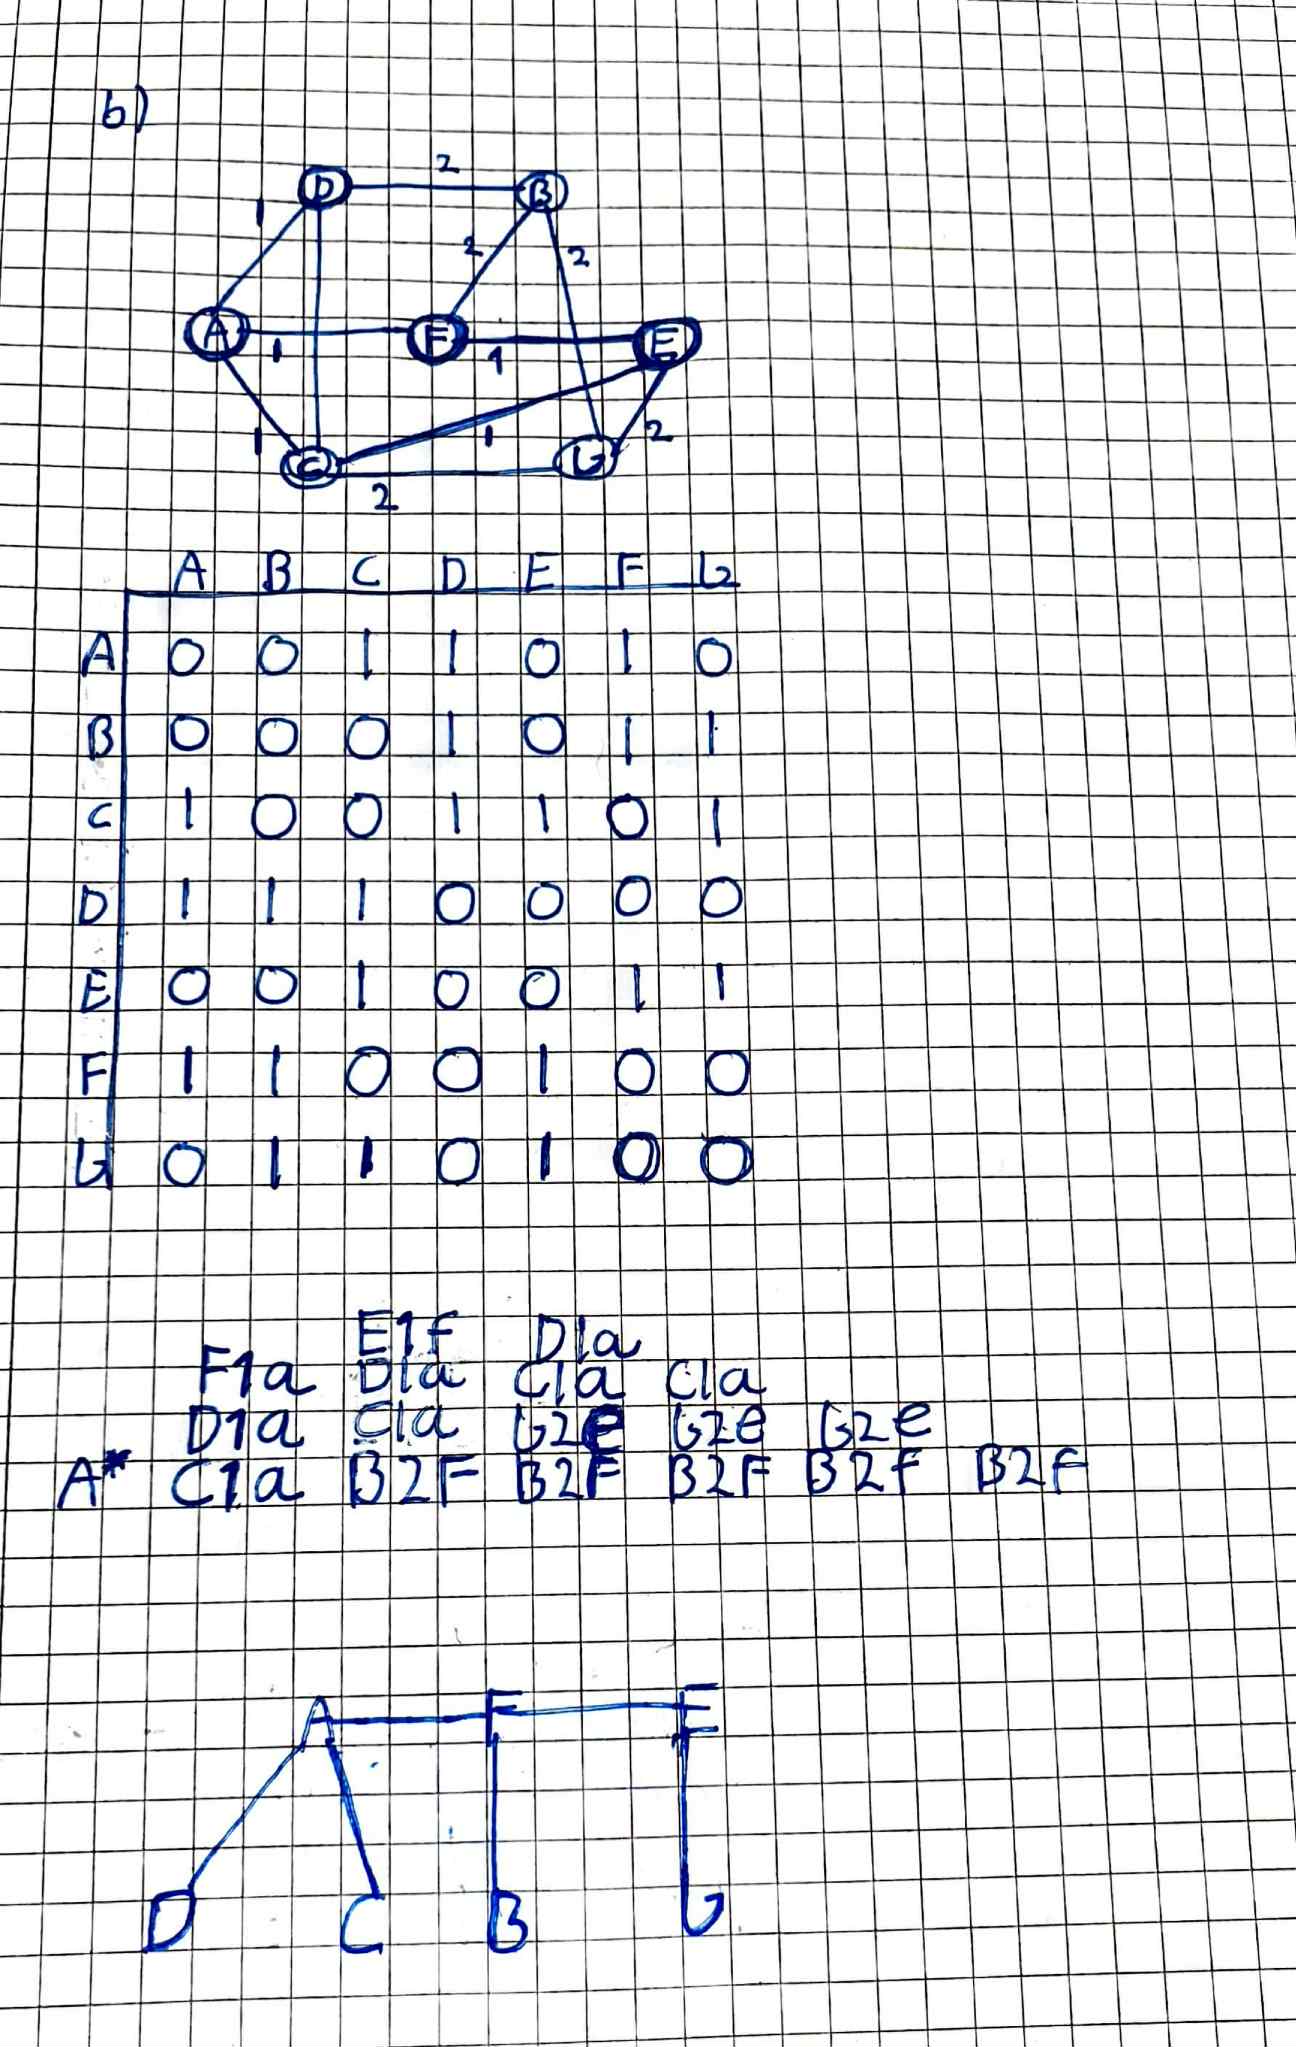 b)
2
D B
1 2 2
A F E
1 1
1 1 2
C G
2
A B C D E F G
A 0 0 1 1 0 1 0
B 0 0 0 1 0 1 1
C 1 0 0 1 1 0 1
D 1 1 1 0 0 0 0
E 0 0 1 0 0 1 1
F 1 1 0 0 1 0 0
G 0 1 1 0 1 0 0
E1f D1a
F1a D1a C1a C1a
D1a C1a G2e G2e G2e
A* C1a B2F B2F B2F B2f B2f
A F E
D C B G